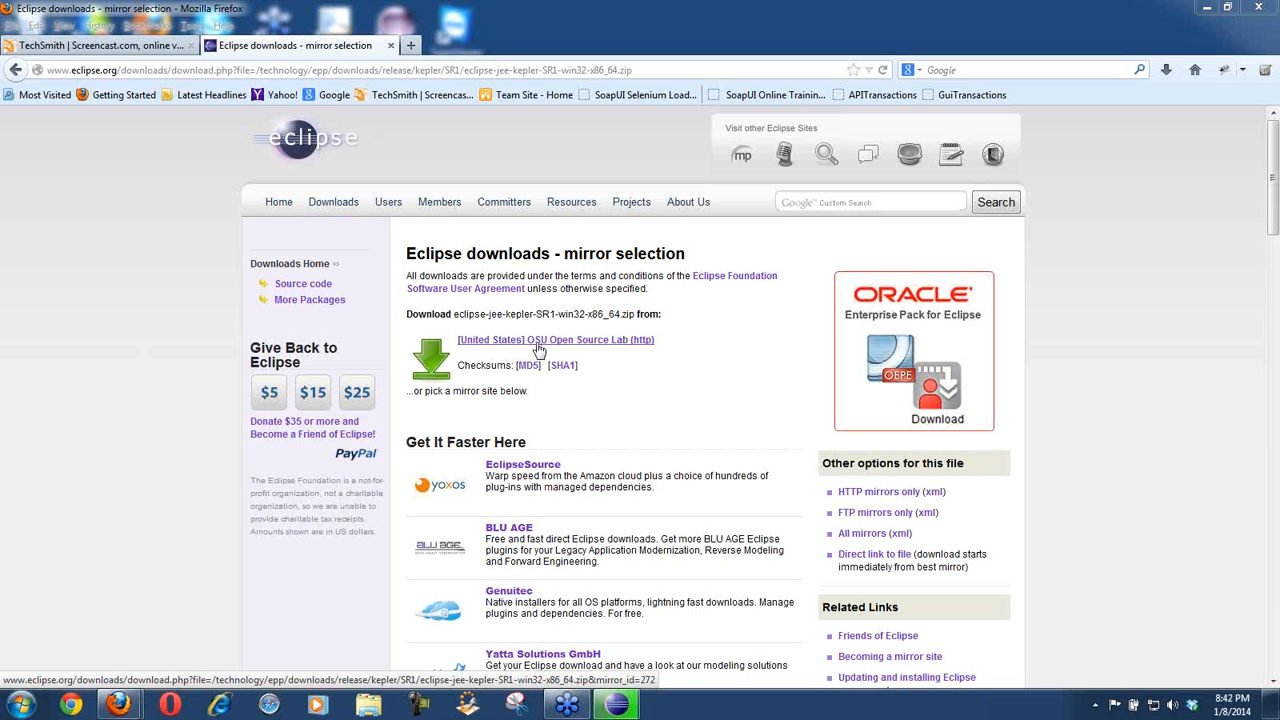 Eclipse downloads - mirror selection - Mozilla Firefox
File Edit View History Bookmarks Tools Help
TechSmith | Screencast.com, online v... ×
Eclipse downloads - mirror selection ×
www.eclipse.org/downloads/download.php?file=/technology/epp/downloads/release/kepler/SR1/eclipse-jee-kepler-SR1-win32-x86_64.zip
Google
Most Visited Getting Started Latest Headlines Yahoo! Google TechSmith | Screencas... Team Site - Home SoapUI Selenium Load... SoapUI Online Trainin... APITransactions GuiTransactions
eclipse
Visit other Eclipse Sites
mp
Home Downloads Users Members Committers Resources Projects About Us
Google Custom Search
Search
Downloads Home >>
Source code
More Packages
Give Back to
Eclipse
$5 $15 $25
Donate $35 or more and
Become a Friend of Eclipse!
PayPal
The Eclipse Foundation is a not-for-
profit organization, not a charitable
organization, so we are unable to
provide charitable tax receipts.
Amounts shown are in US dollars.
Eclipse downloads - mirror selection
All downloads are provided under the terms and conditions of the Eclipse Foundation
Software User Agreement unless otherwise specified.
Download eclipse-jee-kepler-SR1-win32-x86_64.zip from:
[United States] OSU Open Source Lab (http)
Checksums: [MD5] [SHA1]
...or pick a mirror site below.
Get It Faster Here
yoxos
EclipseSource
Warp speed from the Amazon cloud plus a choice of hundreds of
plug-ins with managed dependencies.
BLU AGE
BLU AGE
Free and fast direct Eclipse downloads. Get more BLU AGE Eclipse
plugins for your Legacy Application Modernization, Reverse Modeling
and Forward Engineering.
Genuitec
Native installers for all OS platforms, lightning fast downloads. Manage
plugins and dependencies. For free.
Yatta Solutions GmbH
Get your Eclipse download and have a look at our modeling solutions
ORACLE
Enterprise Pack for Eclipse
OEPE
Download
Other options for this file
HTTP mirrors only (xml)
FTP mirrors only (xml)
All mirrors (xml)
Direct link to file (download starts
immediately from best mirror)
Related Links
Friends of Eclipse
Becoming a mirror site
Updating and installing Eclipse
www.eclipse.org/downloads/download.php?file=/technology/epp/downloads/release/kepler/SR1/eclipse-jee-kepler-SR1-win32-x86_64.zip&mirror_id=272
8:42 PM
1/8/2014